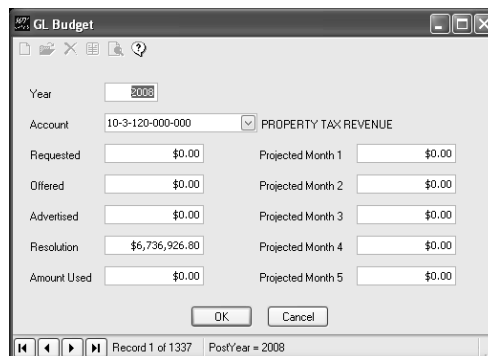 GL Budget
Year 2008
Account 10-3-120-000-000 PROPERTY TAX REVENUE
Requested $0.00 Projected Month 1 $0.00
Offered $0.00 Projected Month 2 $0.00
Advertised $0.00 Projected Month 3 $0.00
Resolution $6,736,926.80 Projected Month 4 $0.00
Amount Used $0.00 Projected Month 5 $0.00
OK Cancel
Record 1 of 1337 PostYear = 2008